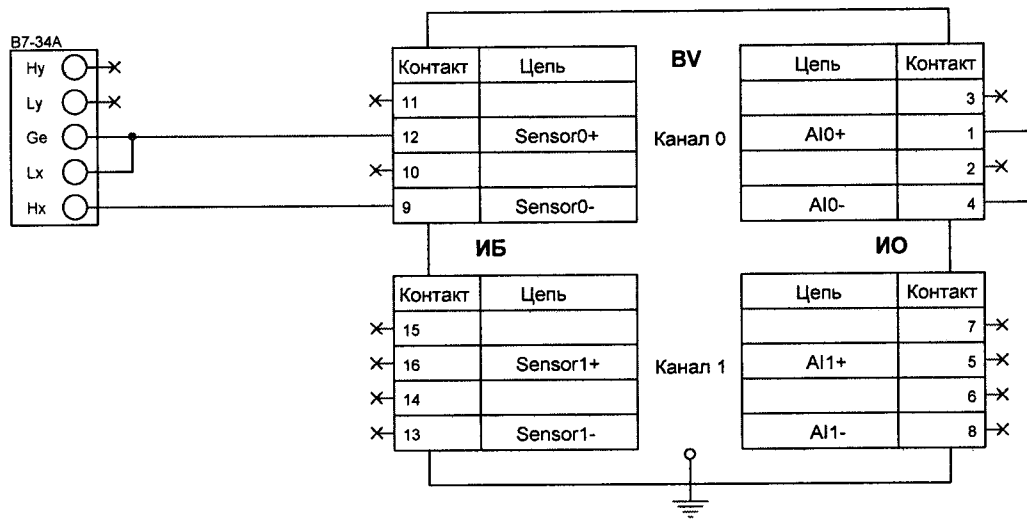 В7-34А
Hy
Ly
Ge
Lx
Hx
BV
Контакт Цепь
11
12 Sensor0+
10
9 Sensor0-
Канал 0
Цепь Контакт
3
AI0+ 1
2
AI0- 4
ИБ
ИО
Контакт Цепь
15
16 Sensor1+
14
13 Sensor1-
Канал 1
Цепь Контакт
7
AI1+ 5
6
AI1- 8